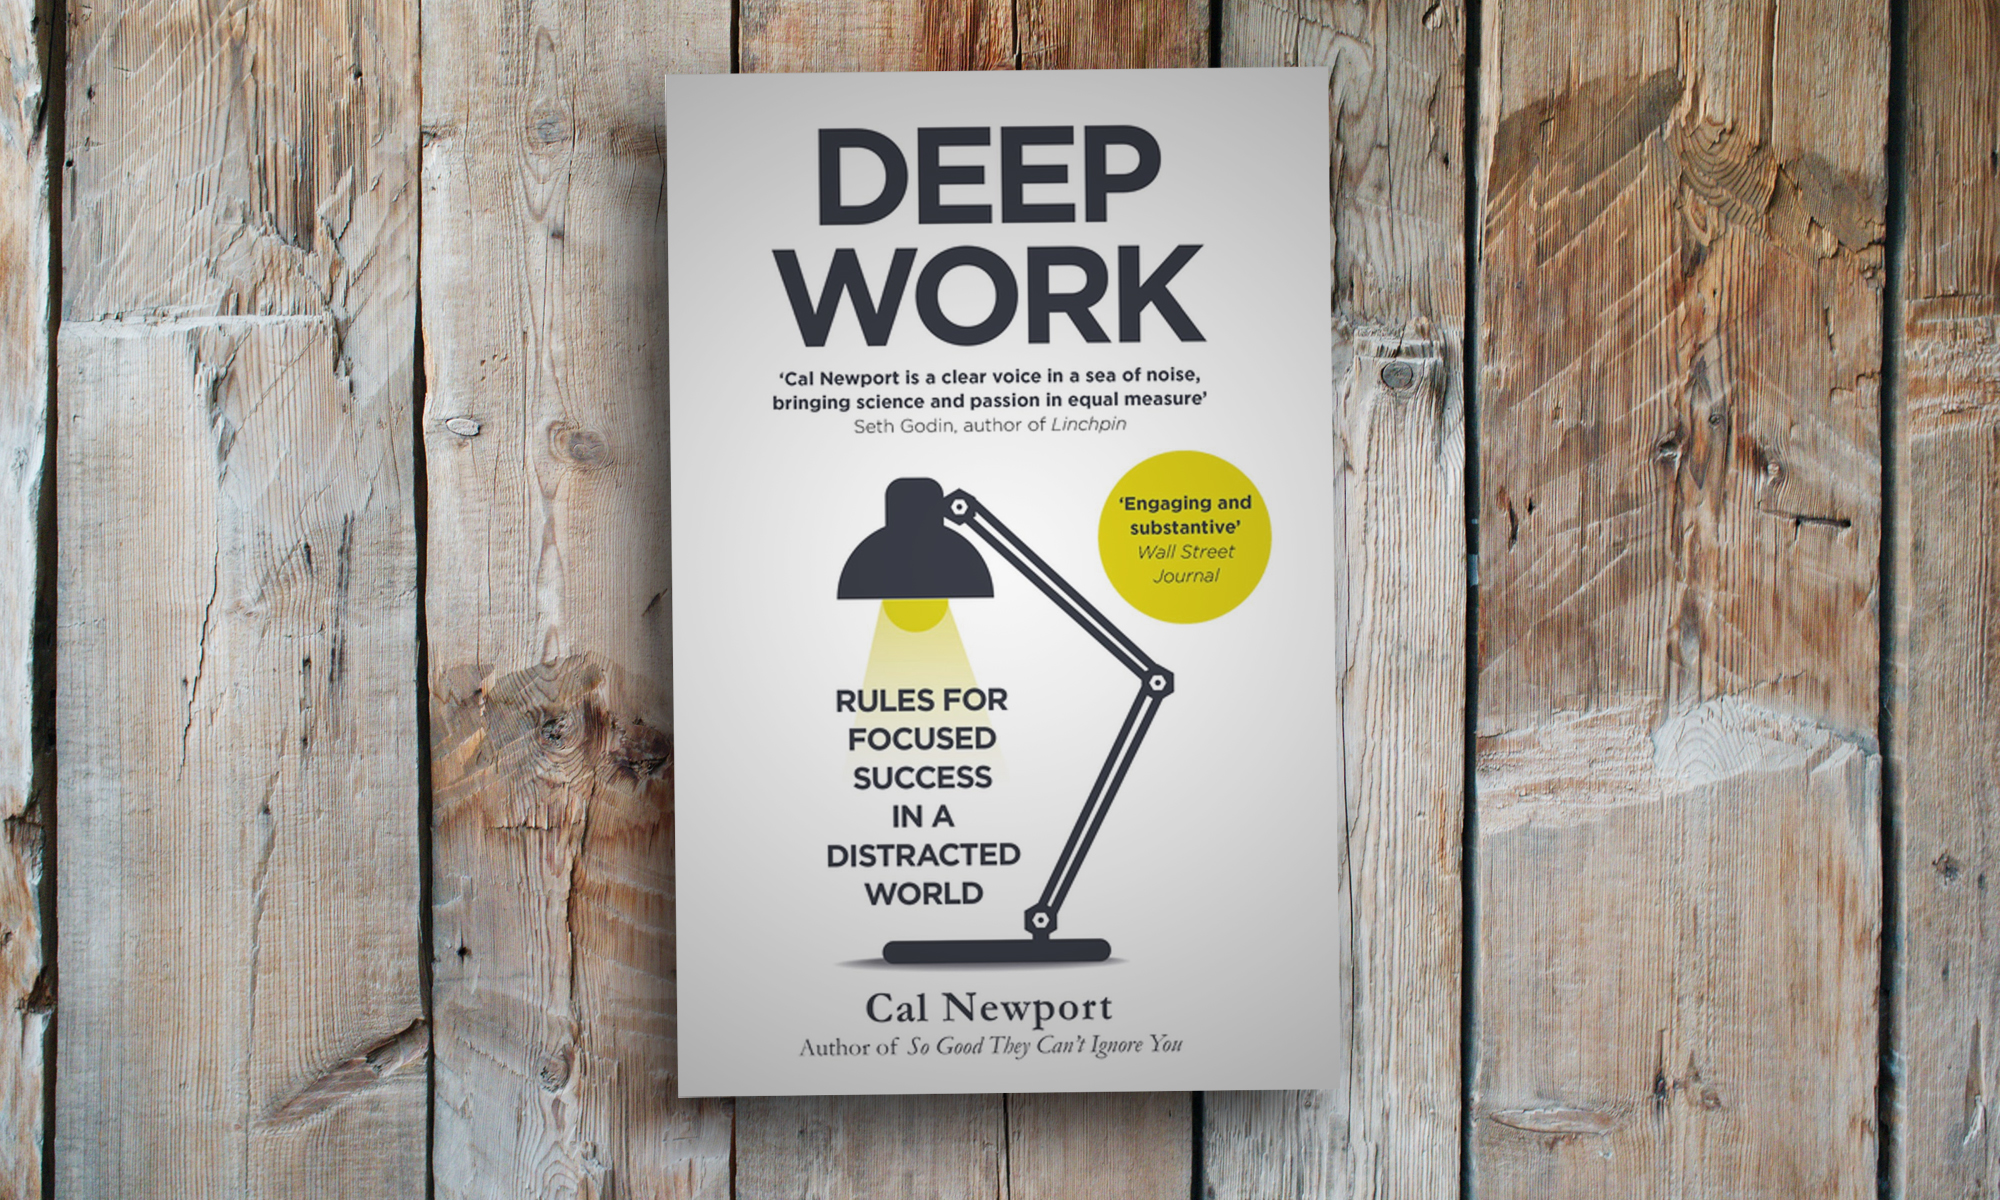 DEEP
WORK
‘Cal Newport is a clear voice in a sea of noise,
bringing science and passion in equal measure’
Seth Godin, author of Linchpin
‘Engaging and
substantive’
Wall Street
Journal
RULES FOR
FOCUSED
SUCCESS
IN A
DISTRACTED
WORLD
Cal Newport
Author of So Good They Can’t Ignore You